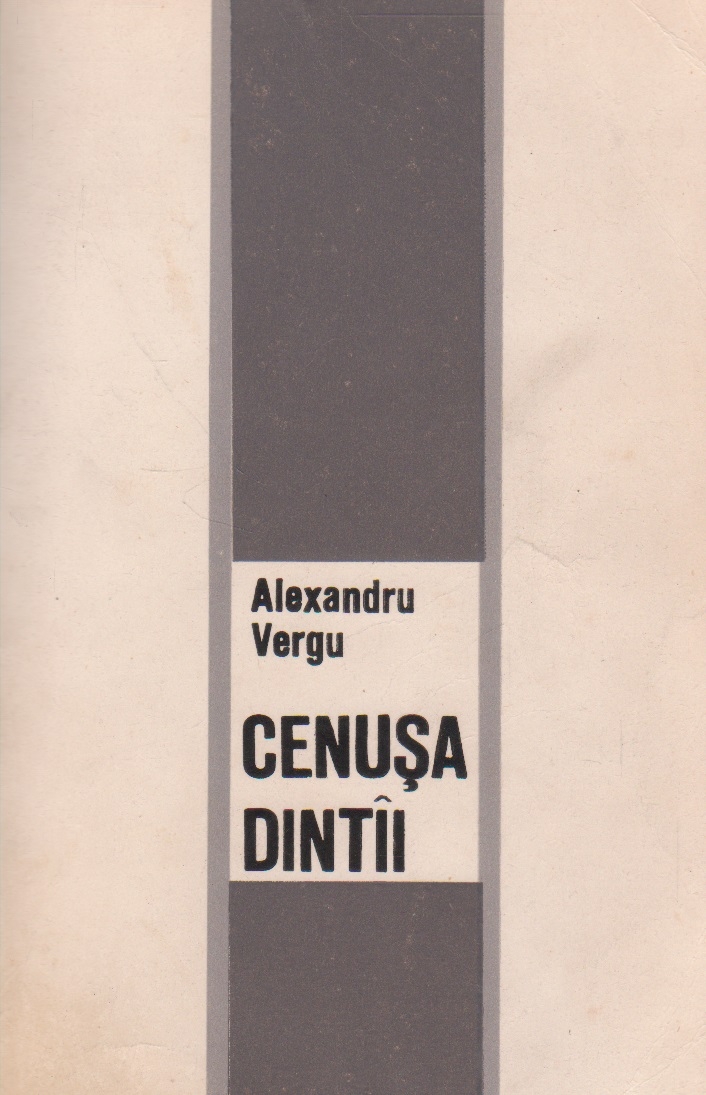 Alexandru
Vergu
CENUŞA
DINTÎI